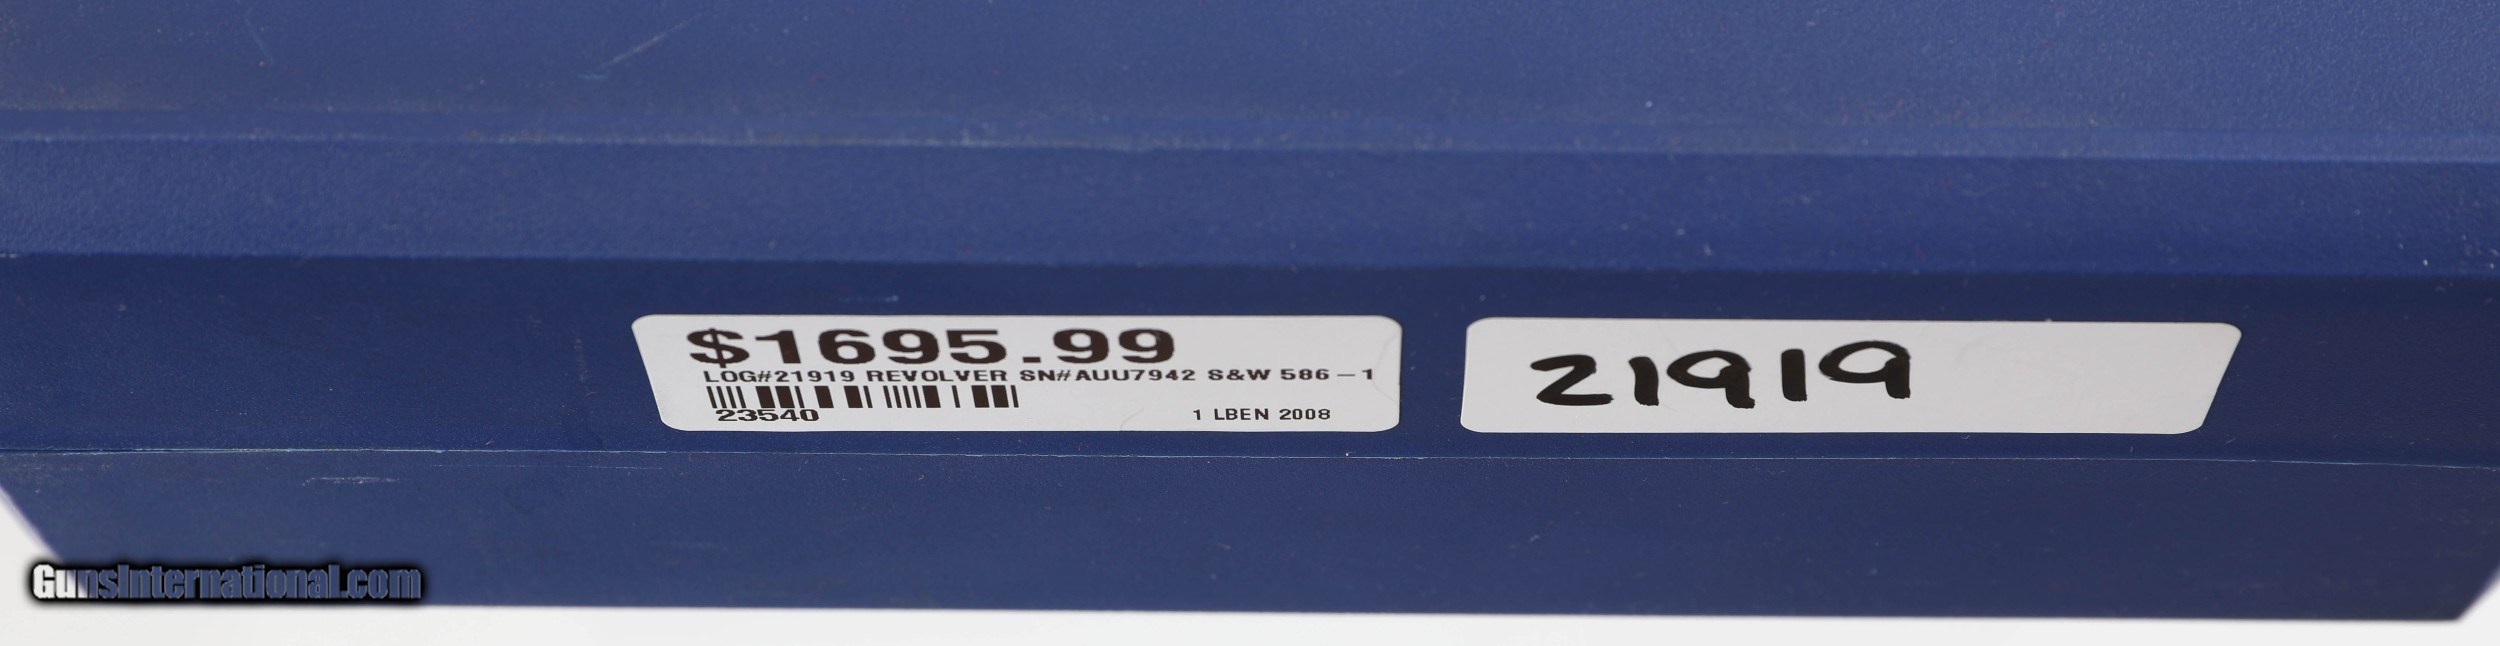 $1695.99
LOG#21919 REVOLVER SN#AUU7942 S&W 586-1
23540
1 LBEN 2008
21919
GunsInternational.com